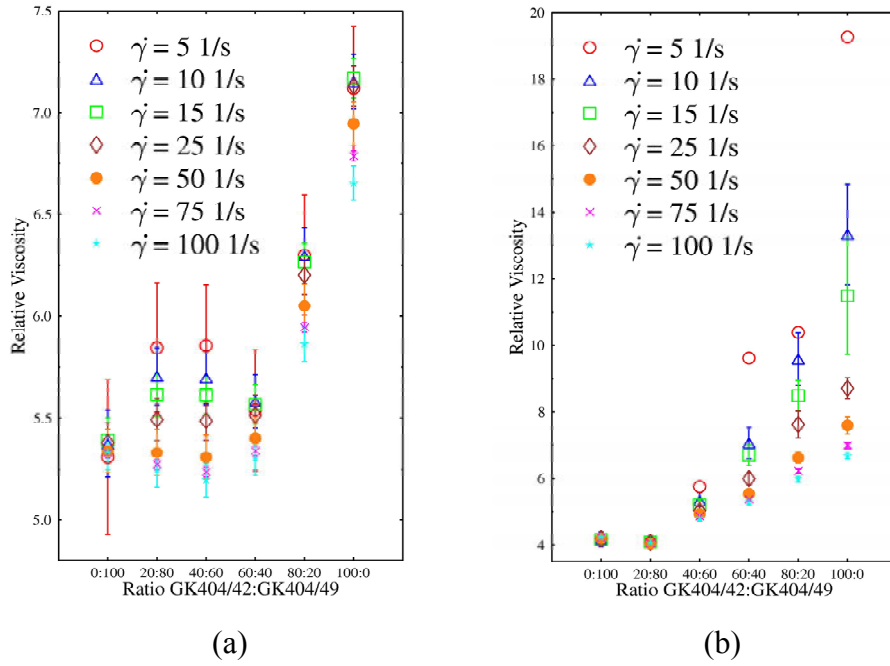 7.5
7.0
6.5
6.0
5.5
5.0
Relative Viscosity
γ̇ = 5 1/s
γ̇ = 10 1/s
γ̇ = 15 1/s
γ̇ = 25 1/s
γ̇ = 50 1/s
γ̇ = 75 1/s
γ̇ = 100 1/s
0:100 20:80 40:60 60:40 80:20 100:0
Ratio GK404/42:GK404/49
(a)
20
18
16
14
12
10
8
6
4
Relative Viscosity
γ̇ = 5 1/s
γ̇ = 10 1/s
γ̇ = 15 1/s
γ̇ = 25 1/s
γ̇ = 50 1/s
γ̇ = 75 1/s
γ̇ = 100 1/s
0:100 20:80 40:60 60:40 80:20 100:0
Ratio GK404/42:GK404/49
(b)